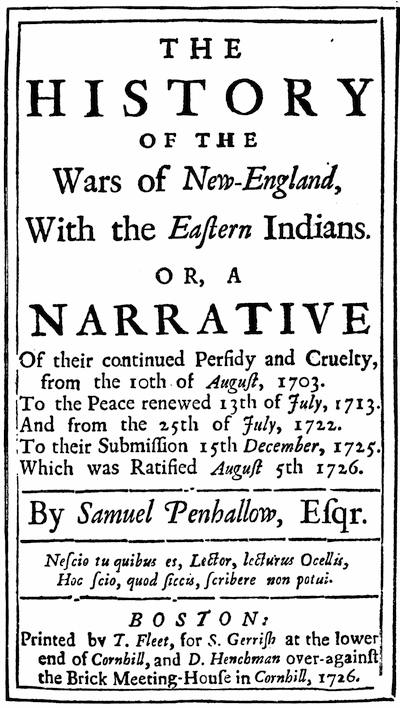 THE
HISTORY
OF THE
Wars of New-England,
With the Eaſtern Indians.
OR, A
NARRATIVE
Of their continued Perfidy and Cruelty,
from the 10th of Auguſt, 1703.
To the Peace renewed 13th of July, 1713.
And from the 25th of July, 1722.
To their Submiſſion 15th December, 1725.
Which was Ratified Auguſt 5th 1726.
By Samuel Penhallow, Eſqr.
Neſcio tu quibus es, Lector, lecturus Ocellis,
Hoc ſcio, quod ſiccis, ſcribere non potui.
BOSTON:
Printed by T. Fleet, for S. Gerriſh at the lower
end of Cornhill, and D. Henchman over-againſt
the Brick Meeting-Houſe in Cornhill, 1726.